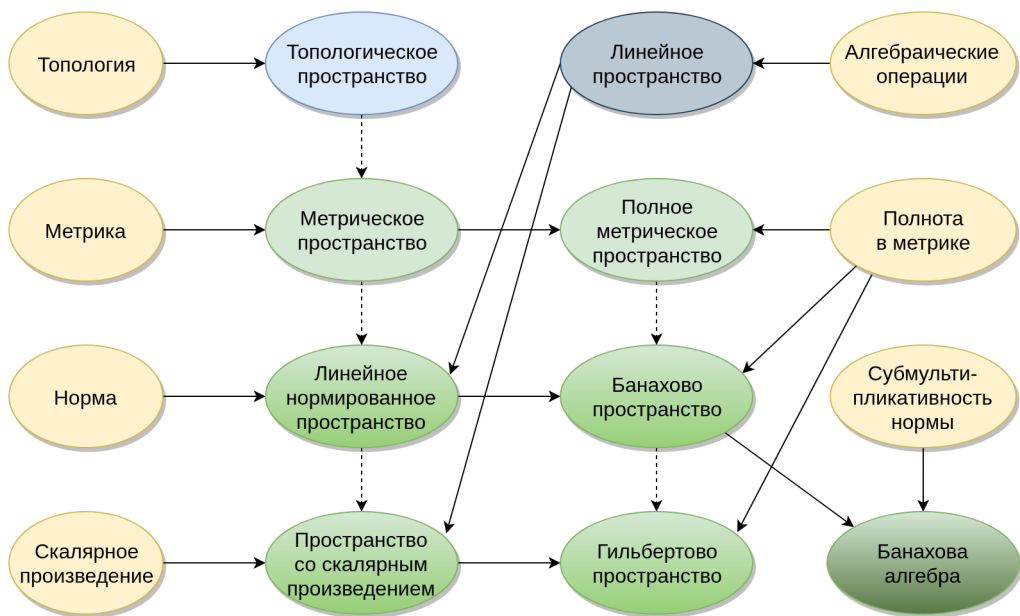 Топология
Топологическое
пространство
Линейное
пространство
Алгебраические
операции
Метрика
Метрическое
пространство
Полное
метрическое
пространство
Полнота
в метрике
Норма
Линейное
нормированное
пространство
Банахово
пространство
Субмульти-
пликативность
нормы
Скалярное
произведение
Пространство
со скалярным
произведением
Гильбертово
пространство
Банахова
алгебра